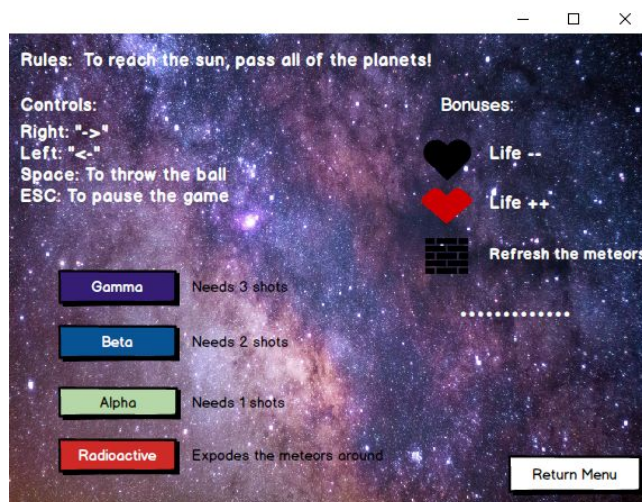 Rules: To reach the sun, pass all of the planets!
Controls:
Right: "->"
Left: "<-"
Space: To throw the ball
ESC: To pause the game
Bonuses:
Life --
Life ++
Refresh the meteors
.............
Gamma Needs 3 shots
Beta Needs 2 shots
Alpha Needs 1 shots
Radioactive Expodes the meteors around
Return Menu